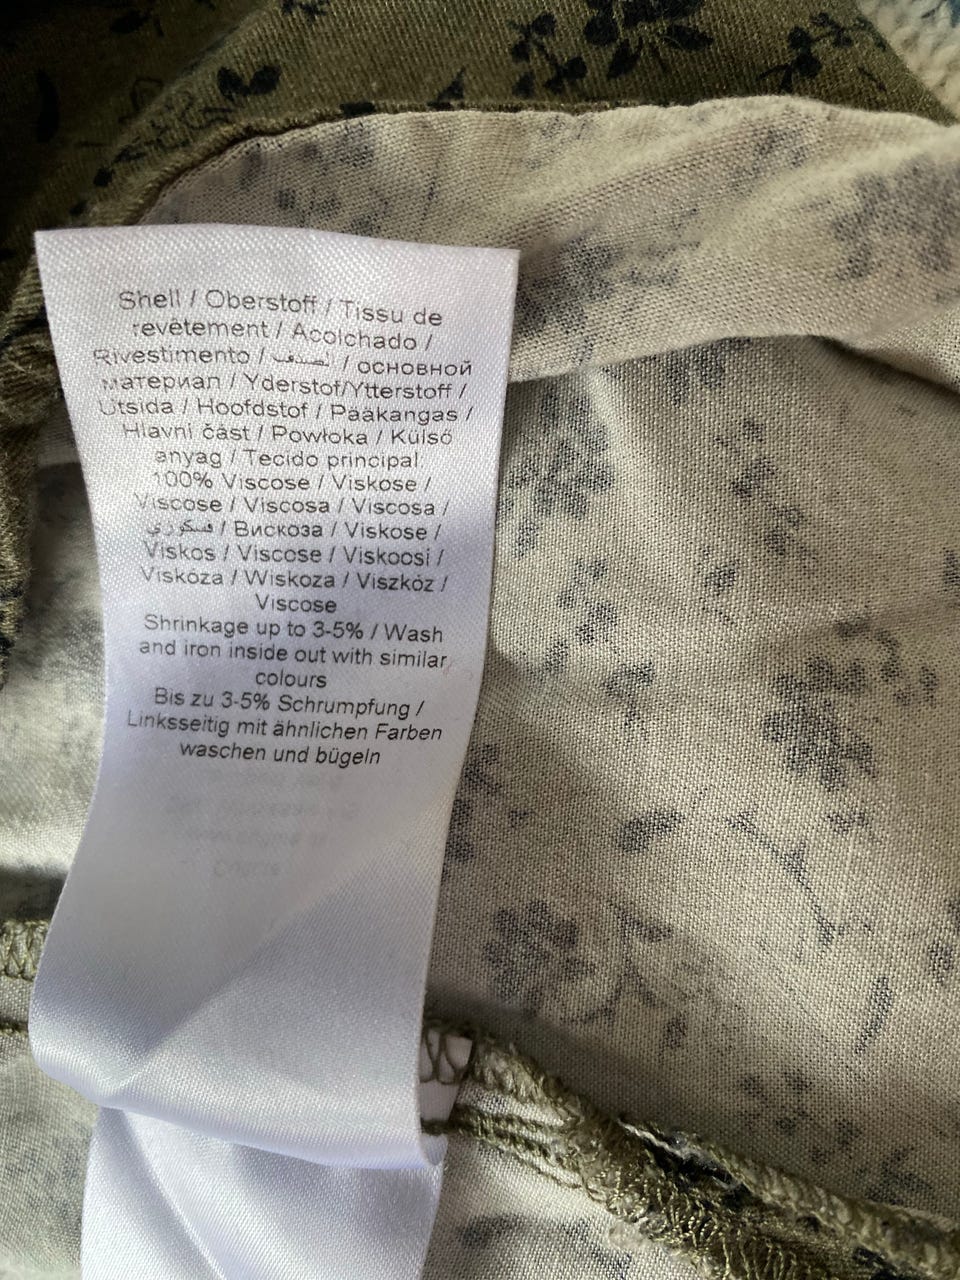 Shell / Oberstoff / Tissu de
revêtement / Acolchado /
Rivestimento / الصدف / основной
материал / Yderstof/Ytterstoff /
Utsida / Hoofdstof / Pääkangas /
Hlavní část / Powłoka / Külső
anyag / Tecido principal:
100% Viscose / Viskose /
Viscose / Viscosa / Viscosa /
فسكوزي / Вискоза / Viskose /
Viskos / Viscose / Viskoosi /
Viskóza / Wiskoza / Viszkóz /
Viscose
Shrinkage up to 3-5% / Wash
and iron inside out with similar
colours
Bis zu 3-5% Schrumpfung /
Linksseitig mit ähnlichen Farben
waschen und bügeln